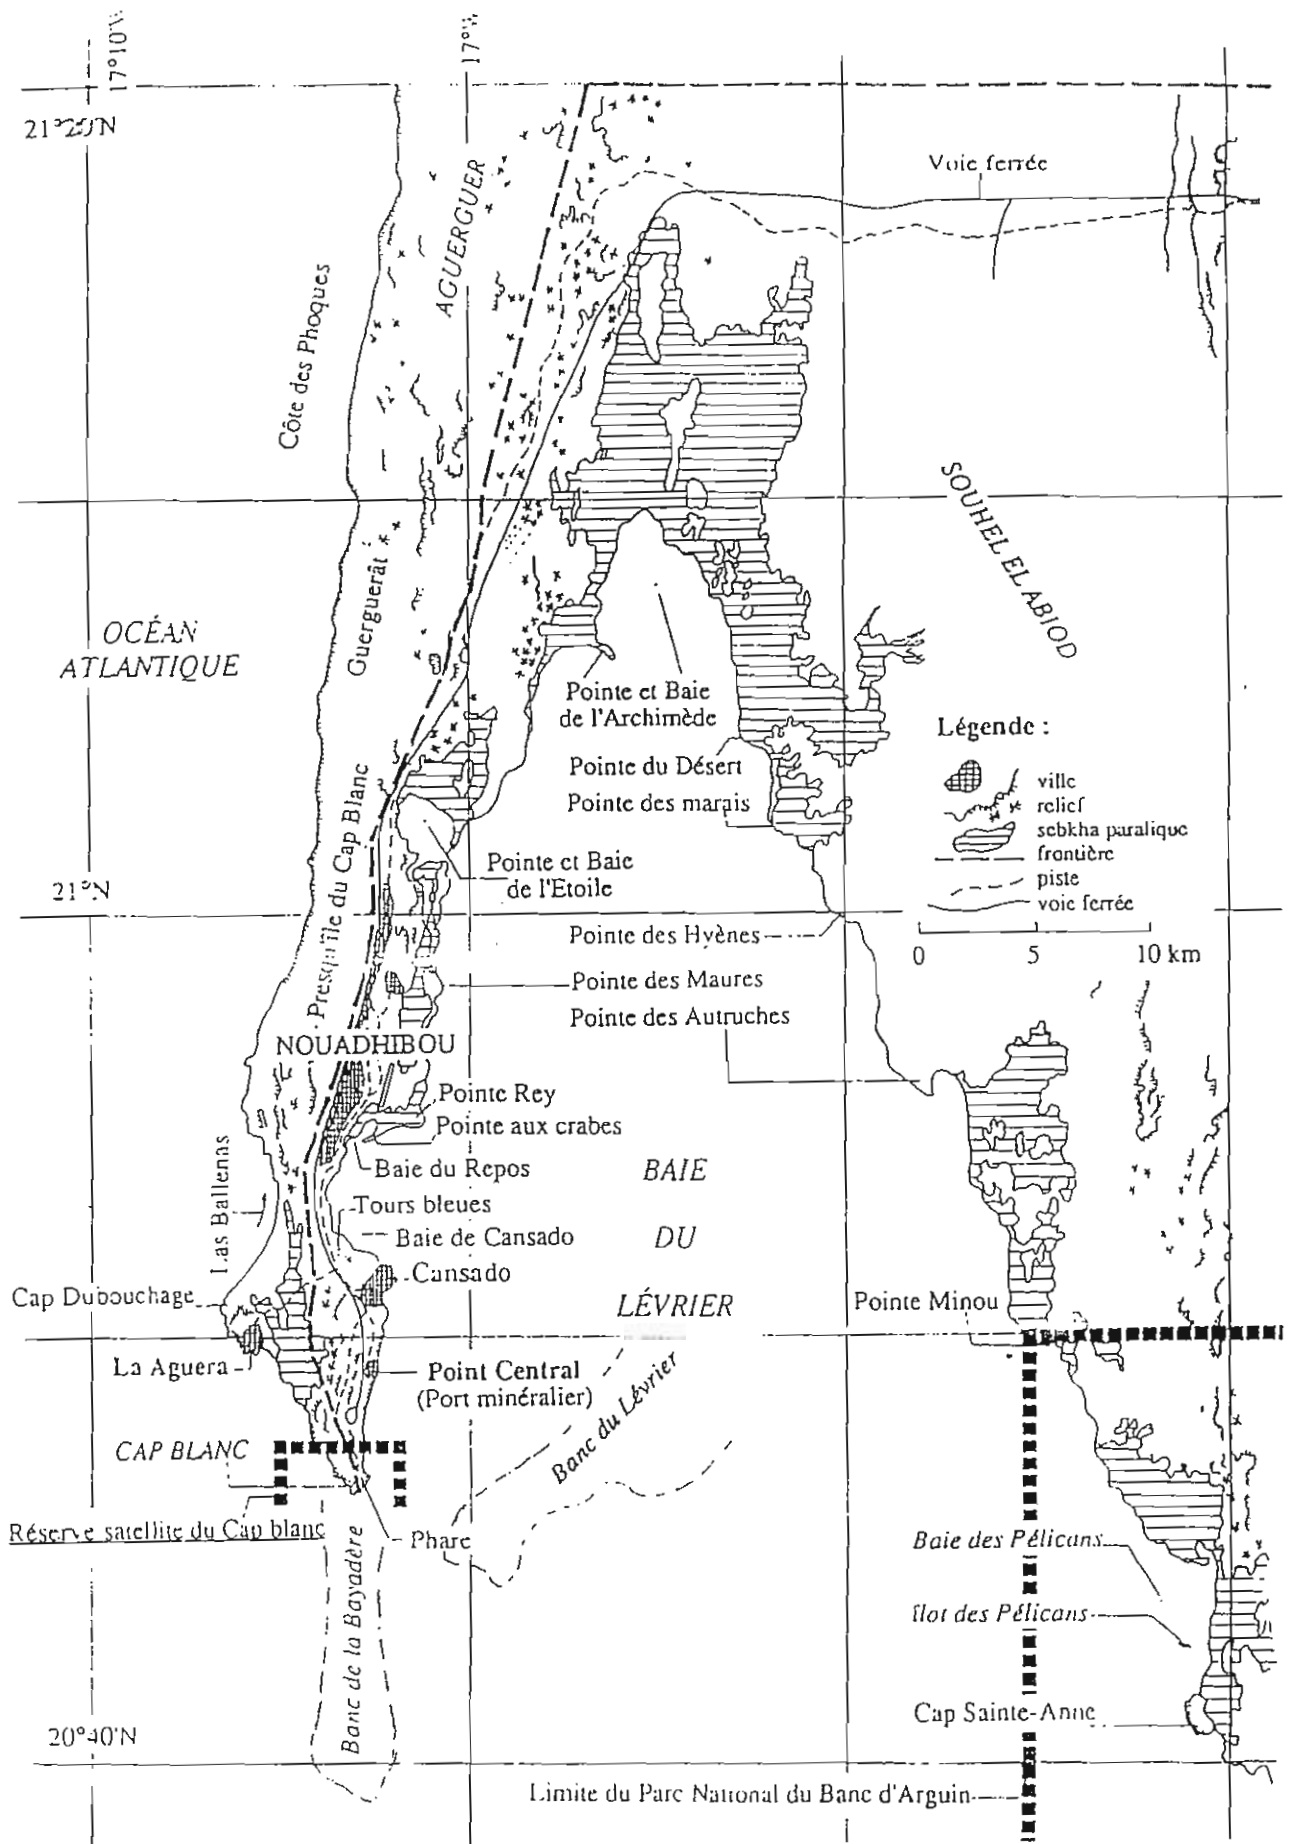 17°10'W
17°W
21°20'N
Voie ferrée
AGUERGUER
Côte des Phoques
SOUHEL EL ABIOD
Guerguerât
OCÉAN
ATLANTIQUE
Pointe et Baie
de l'Archimède
Légende :
ville
relief
sebkha paralique
frontière
piste
voie ferrée
0 5 10 km
Pointe du Désert
Pointe des marais
Presqu'île du Cap Blanc
Pointe et Baie
de l'Etoile
21°N
Pointe des Hyènes
Pointe des Maures
Pointe des Autruches
NOUADHIBOU
Pointe Rey
Pointe aux crabes
Baie du Repos
BAIE
Las Ballenas
Tours bleues
Baie de Cansado
DU
Cansado
Cap Dubouchage
LÉVRIER
Pointe Minou
La Aguera
Point Central
(Port minéralier)
Banc du Lévrier
CAP BLANC
Réserve satellite du Cap blanc
Phare
Baie des Pélicans
îlot des Pélicans
Banc de la Bayadère
Cap Sainte-Anne
20°40'N
Limite du Parc National du Banc d'Arguin